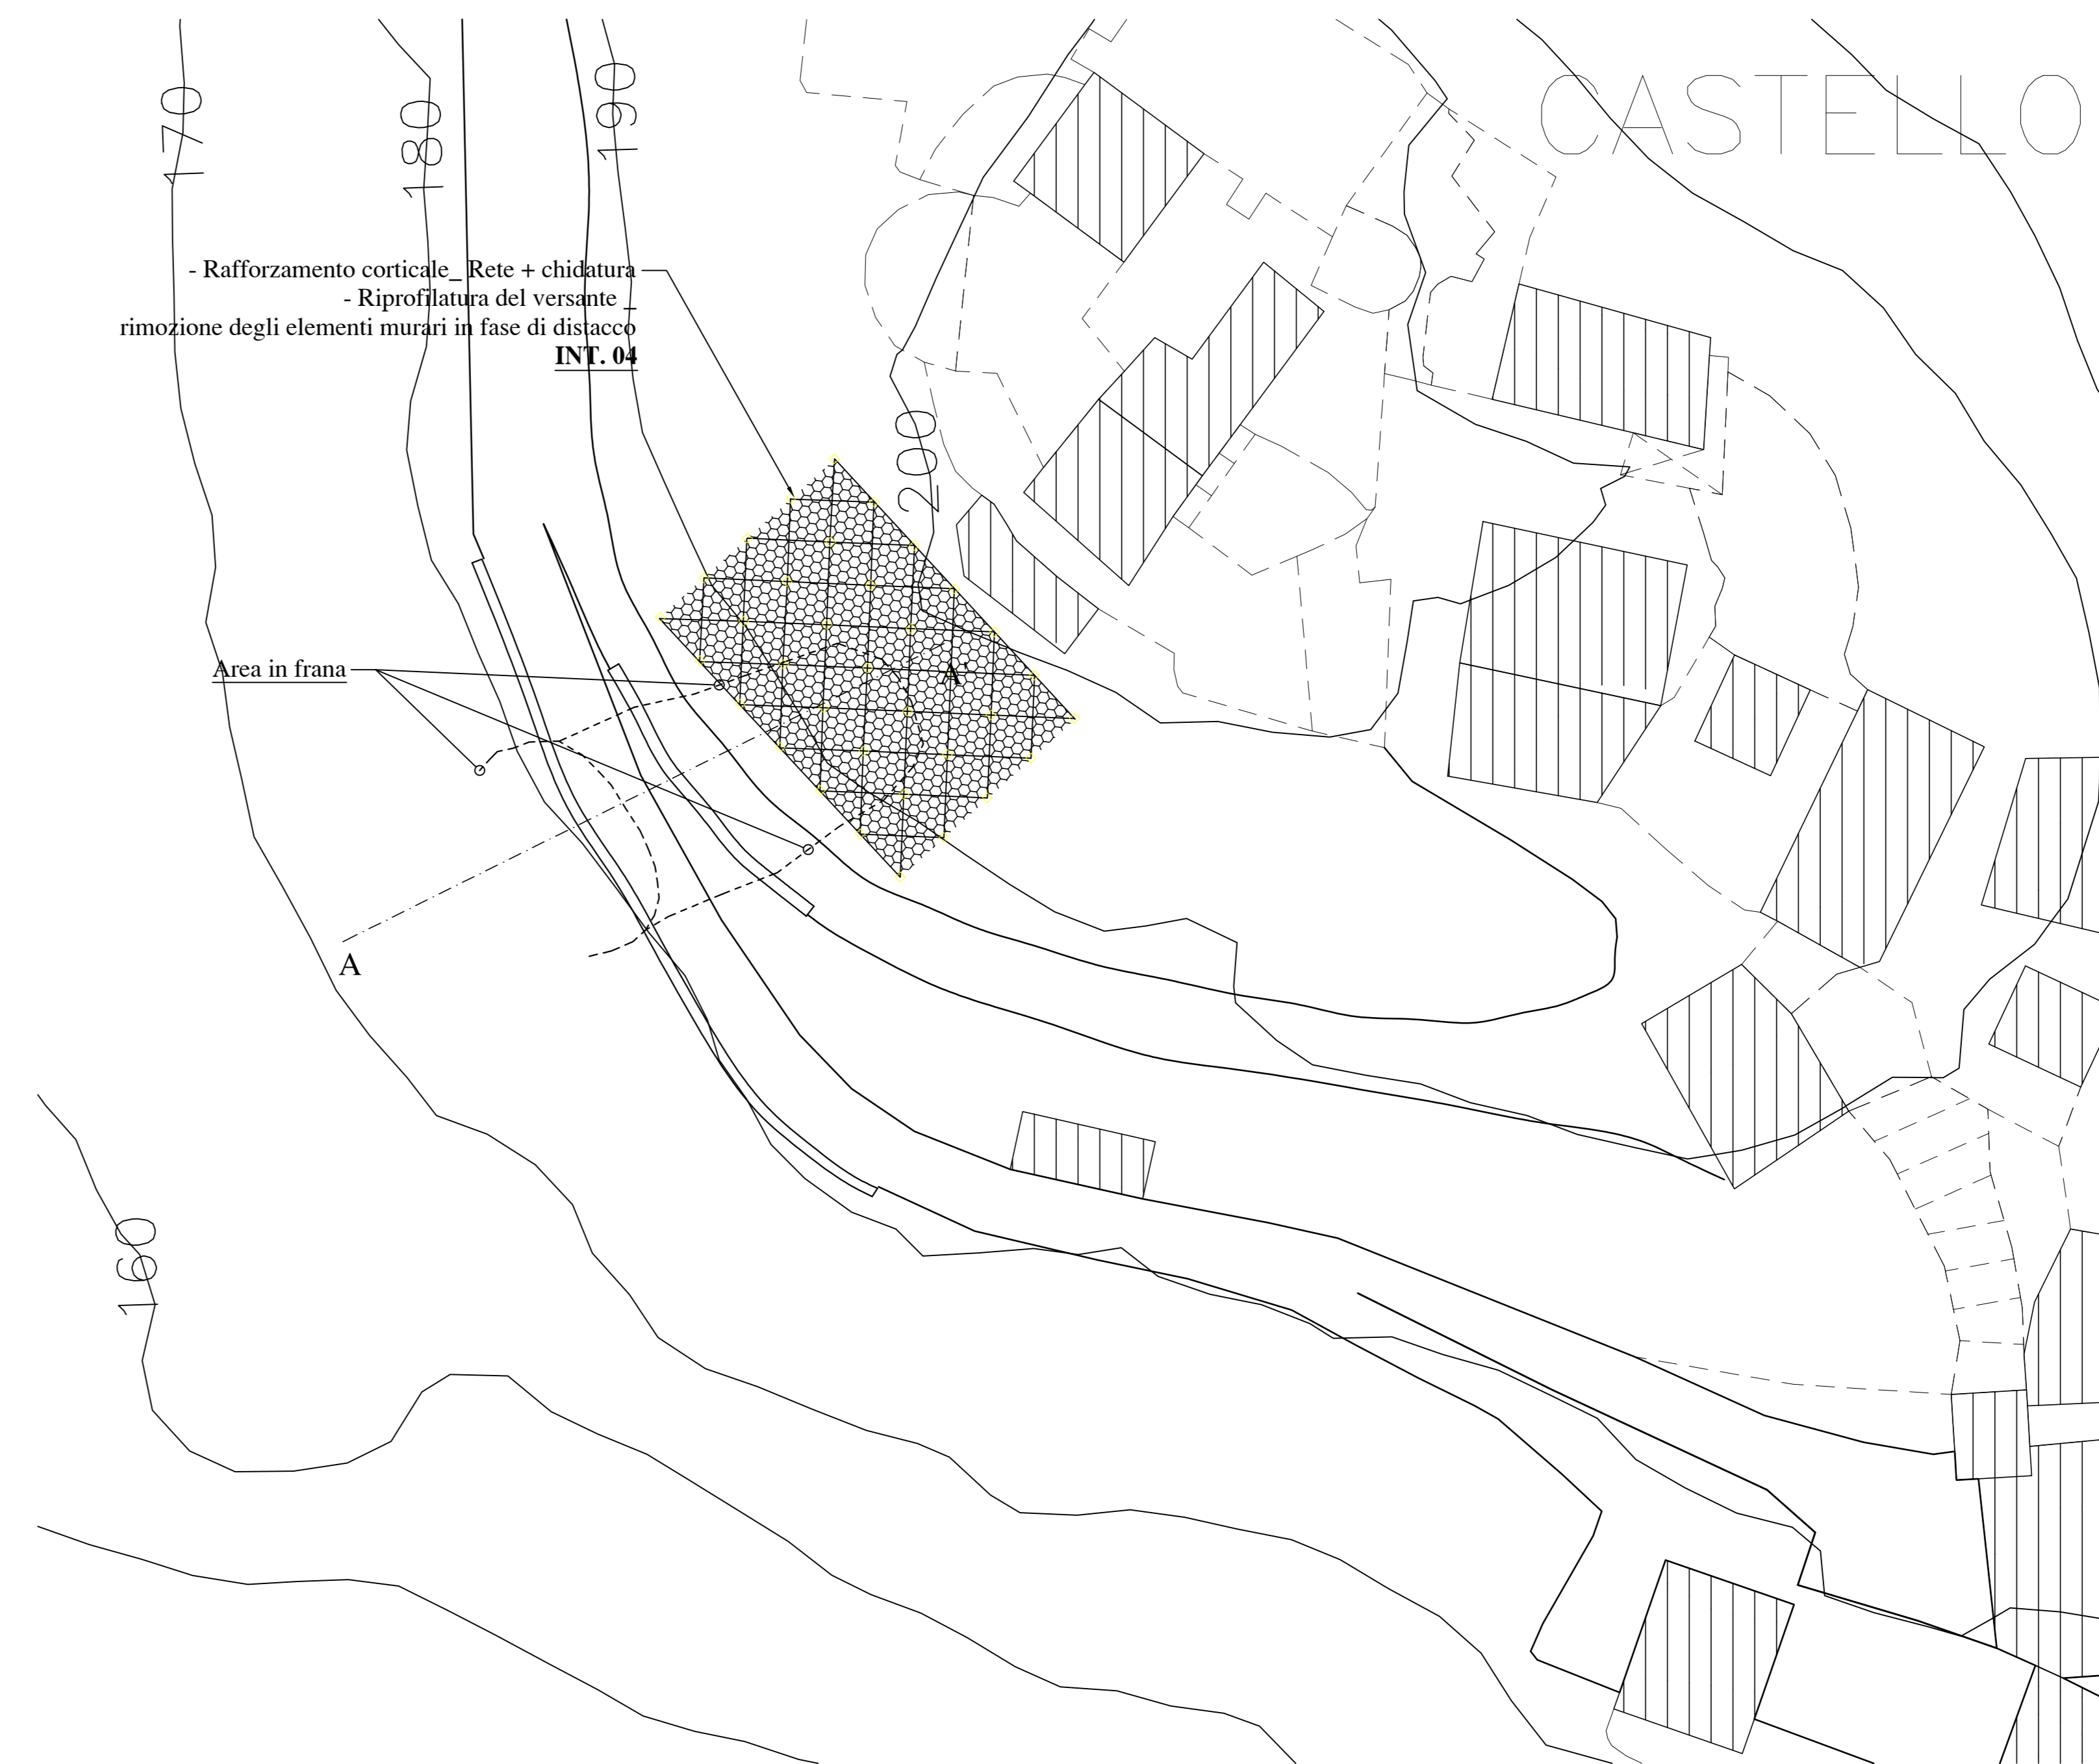 170
180
190
CASTELLO
- Rafforzamento corticale_ Rete + chidatura
- Riprofilatura del versante _
rimozione degli elementi murari in fase di distacco
INT. 04
200
Area in frana
A'
A
160